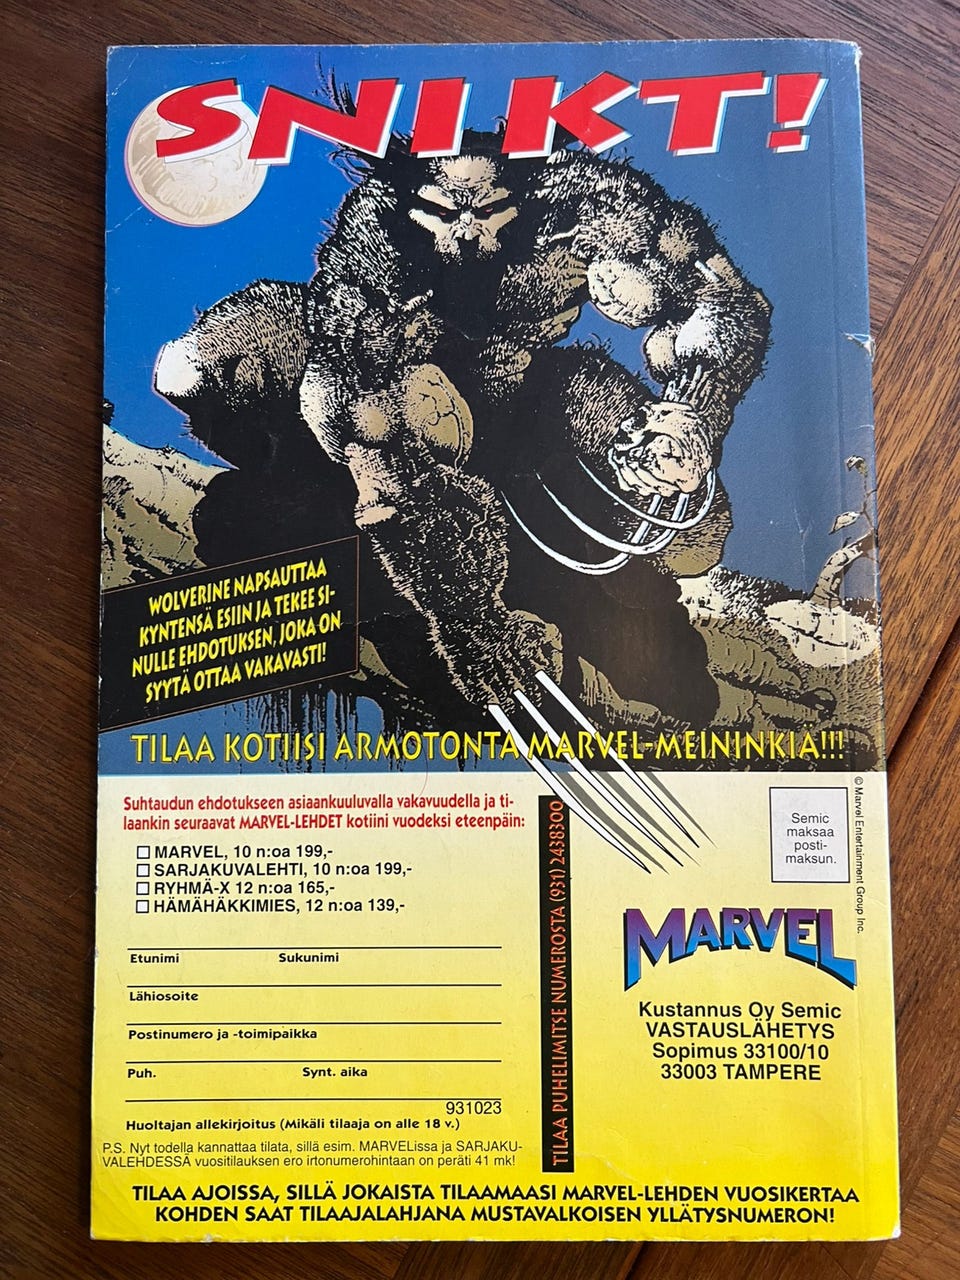 SNIKT!
WOLVERINE NAPSAUTTAA
KYNTENSÄ ESIIN JA TEKEE SI-
NULLE EHDOTUKSEN, JOKA ON
SYYTÄ OTTAA VAKAVASTI!
TILAA KOTIISI ARMOTONTA MARVEL-MEININKIÄ!!!
Suhtaudun ehdotukseen asiaankuuluvalla vakavuudella ja ti-
laankin seuraavat MARVEL-LEHDET kotiini vuodeksi eteenpäin:
MARVEL, 10 n:oa 199,-
SARJAKUVALEHTI, 10 n:oa 199,-
RYHMÄ-X 12 n:oa 165,-
HÄMÄHÄKKIMIES, 12 n:oa 139,-
Etunimi Sukunimi
Lähiosoite
Postinumero ja -toimipaikka
Puh. Synt. aika
931023
Huoltajan allekirjoitus (Mikäli tilaaja on alle 18 v.)
P.S. Nyt todella kannattaa tilata, sillä esim. MARVELissa ja SARJAKU-
VALEHDESSÄ vuositilauksen ero irtonumerohintaan on peräti 41 mk!
TILAA PUHELIMITSE NUMEROSTA (931) 2438300
Semic
maksaa
posti-
maksun.
© Marvel Entertainment Group Inc.
MARVEL
Kustannus Oy Semic
VASTAUSLÄHETYS
Sopimus 33100/10
33003 TAMPERE
TILAA AJOISSA, SILLÄ JOKAISTA TILAAMAASI MARVEL-LEHDEN VUOSIKERTAA
KOHDEN SAAT TILAAJALAHJANA MUSTAVALKOISEN YLLÄTYSNUMERON!